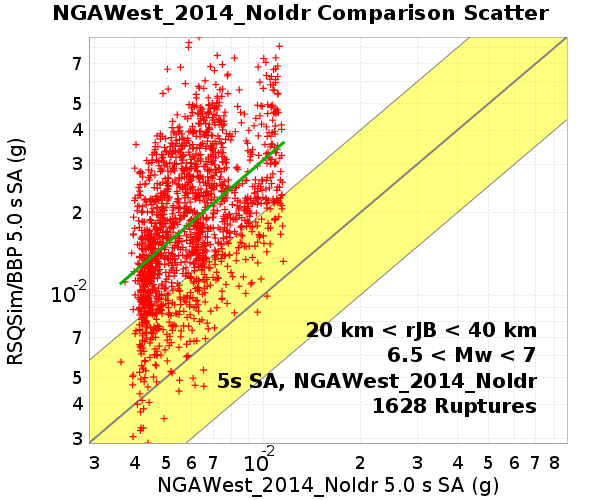 NGAWest_2014_NoIdr Comparison Scatter
RSQSim/BBP 5.0 s SA (g)
7
5
4
3
2
10-2
7
5
4
3
20 km < rJB < 40 km
6.5 < Mw < 7
5s SA, NGAWest_2014_NoIdr
1628 Ruptures
3 4 5 6 7 10-2 2 3 4 5 6 7 8
NGAWest_2014_NoIdr 5.0 s SA (g)